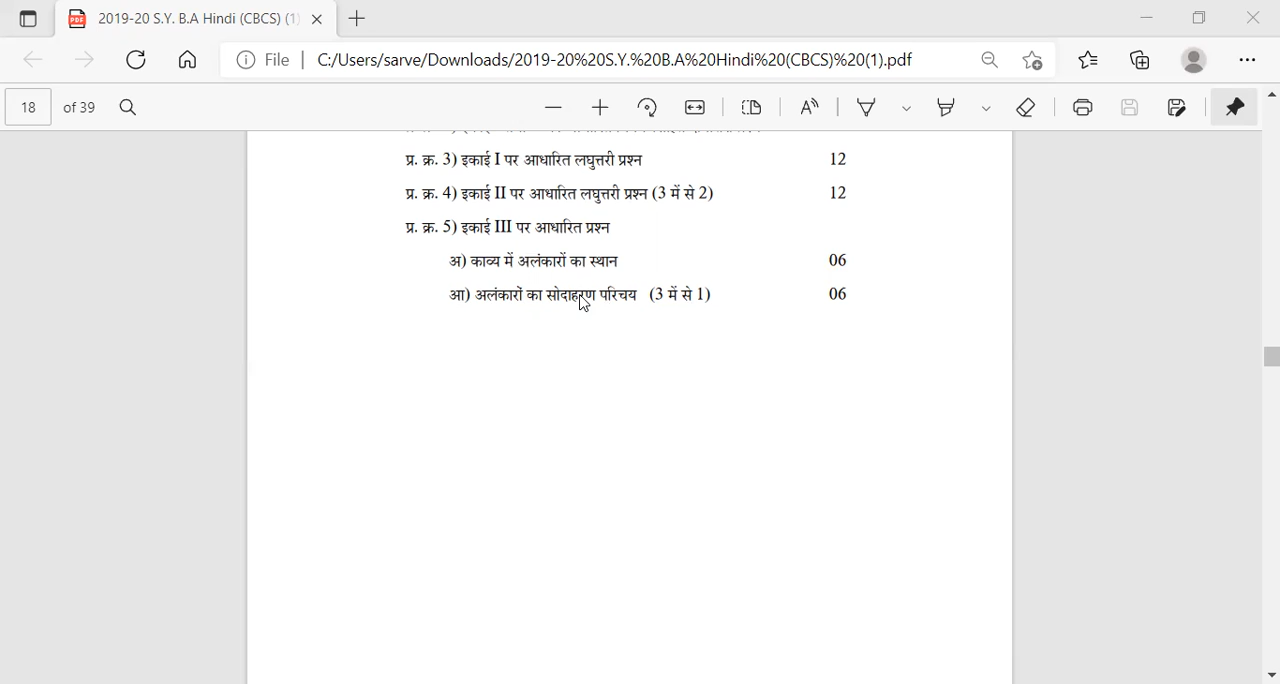 2019-20 S.Y. B.A Hindi (CBCS) (1)
File
C:/Users/sarve/Downloads/2019-20%20S.Y.%20B.A%20Hindi%20(CBCS)%20(1).pdf
18 of 39
प्र. क्र. 3) इकाई I पर आधारित लघुत्तरी प्रश्न 12
प्र. क्र. 4) इकाई II पर आधारित लघुत्तरी प्रश्न (3 में से 2) 12
प्र. क्र. 5) इकाई III पर आधारित प्रश्न
अ) काव्य में अलंकारों का स्थान 06
आ) अलंकारों का सोदाहरण परिचय (3 में से 1) 06